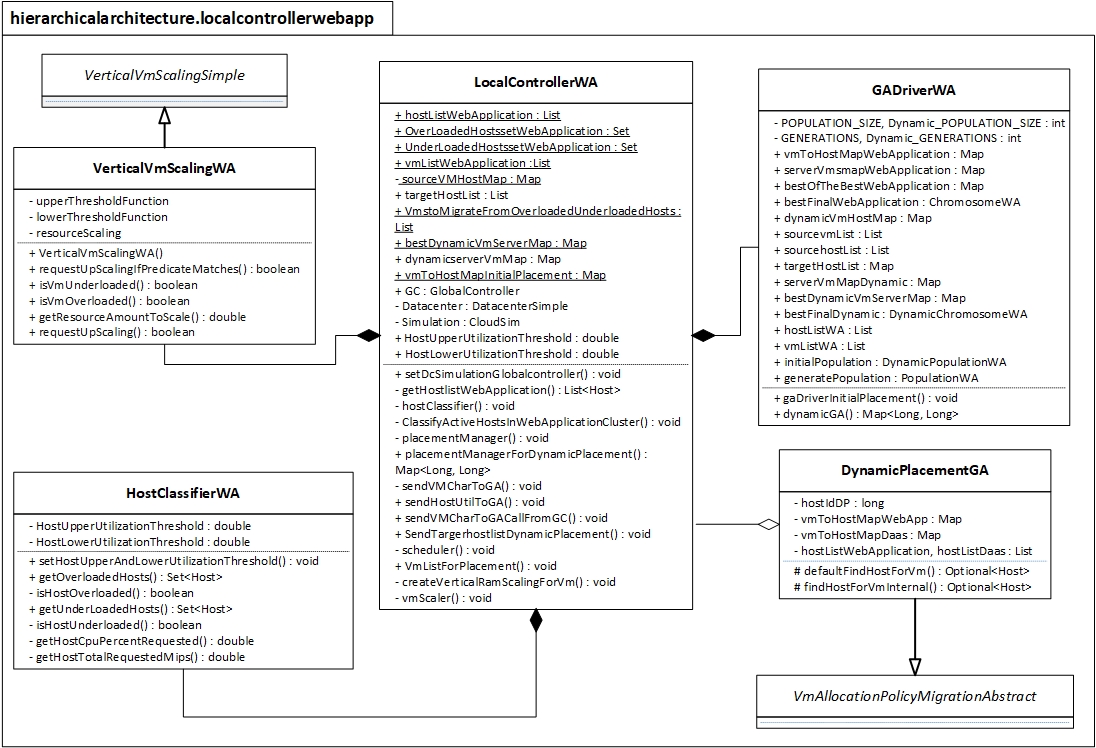 hierarchicalarchitecture.localcontrollerwebapp
VerticalVmScalingSimple
VerticalVmScalingWA
- upperThresholdFunction
- lowerThresholdFunction
- resourceScaling
+ VerticalVmScalingWA()
+ requestUpScalingIfPredicateMatches() : boolean
+ isVmUnderloaded() : boolean
+ isVmOverloaded() : boolean
+ getResourceAmountToScale() : double
+ requestUpScaling() : boolean
HostClassifierWA
- HostUpperUtilizationThreshold : double
- HostLowerUtilizationThreshold : double
+ setHostUpperAndLowerUtilizationThreshold() : void
+ getOverloadedHosts() : Set<Host>
- isHostOverloaded() : boolean
+ getUnderLoadedHosts() : Set<Host>
- isHostUnderloaded() : boolean
- getHostCpuPercentRequested() : double
- getHostTotalRequestedMips() : double
LocalControllerWA
+ hostListWebApplication : List
+ OverLoadedHostssetWebApplication : Set
+ UnderLoadedHostssetWebApplication : Set
+ vmListWebApplication :List
- sourceVMHostMap : Map
+ targetHostList : List
+ VmstoMigrateFromOverloadedUnderloadedHosts :
List
+ bestDynamicVmServerMap : Map
+ dynamicserverVmMap : Map
+ vmToHostMapInitialPlacement : Map
+ GC : GlobalController
- Datacenter : DatacenterSimple
- Simulation : CloudSim
+ HostUpperUtilizationThreshold : double
+ HostLowerUtilizationThreshold : double
+ setDcSimulationGlobalcontroller() : void
- getHostlistWebApplication() : List<Host>
- hostClassifier() : void
- ClassifyActiveHostsInWebApplicationCluster() : void
- placementManager() : void
+ placementManagerForDynamicPlacement() :
Map<Long, Long>
- sendVMCharToGA() : void
+ sendHostUtilToGA() : void
+ sendVMCharToGACallFromGC() : void
+ SendTargerhostlistDynamicPlacement() : void
- scheduler() : void
+ VmListForPlacement() : void
- createVerticalRamScalingForVm() : void
- vmScaler() : void
GADriverWA
- POPULATION_SIZE, Dynamic_POPULATION_SIZE : int
- GENERATIONS, Dynamic_GENERATIONS : int
+ vmToHostMapWebApplication : Map
+ serverVmsmapWebApplication : Map
+ bestOfTheBestWebApplication : Map
+ bestFinalWebApplication : ChromosomeWA
+ dynamicVmHostMap : Map
+ sourcevmList : List
+ sourcehostList : List
+ targetHostList : Map
+ serverVmMapDynamic : Map
+ bestDynamicVmServerMap : Map
+ bestFinalDynamic : DynamicChromosomeWA
+ hostListWA : List
+ vmListWA : List
+ initialPopulation : DynamicPopulationWA
+ generatePopulation : PopulationWA
+ gaDriverInitialPlacement() : void
+ dynamicGA() : Map<Long, Long>
DynamicPlacementGA
- hostIdDP : long
- vmToHostMapWebApp : Map
- vmToHostMapDaas : Map
- hostListWebApplication, hostListDaas : List
# defaultFindHostForVm() : Optional<Host>
# findHostForVmInternal() : Optional<Host>
VmAllocationPolicyMigrationAbstract